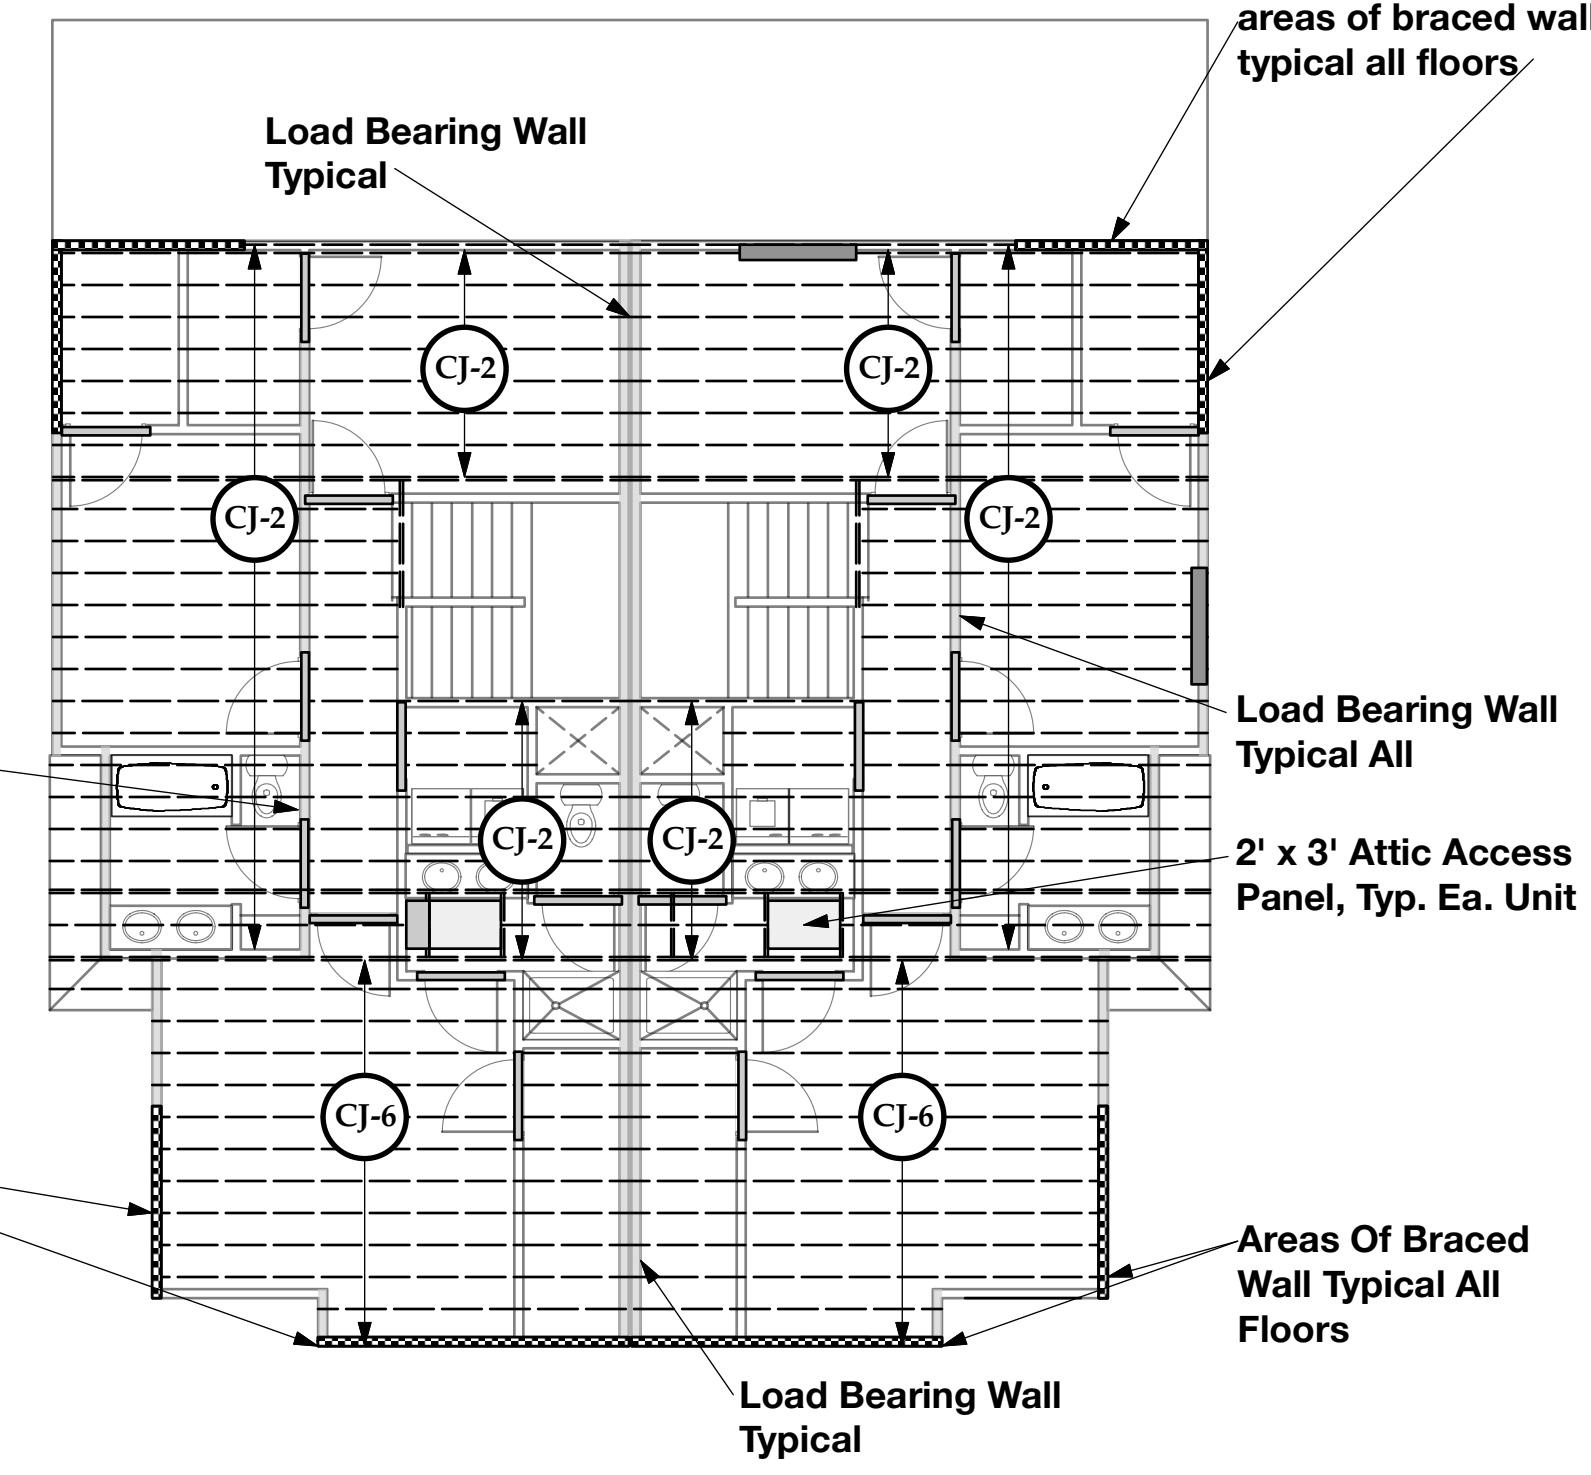 areas of braced wall
typical all floors
Load Bearing Wall
Typical
CJ-2
CJ-2
CJ-2
CJ-2
Load Bearing Wall
Typical All
CJ-2
CJ-2
2' x 3' Attic Access
Panel, Typ. Ea. Unit
CJ-6
CJ-6
Areas Of Braced
Wall Typical All
Floors
Load Bearing Wall
Typical